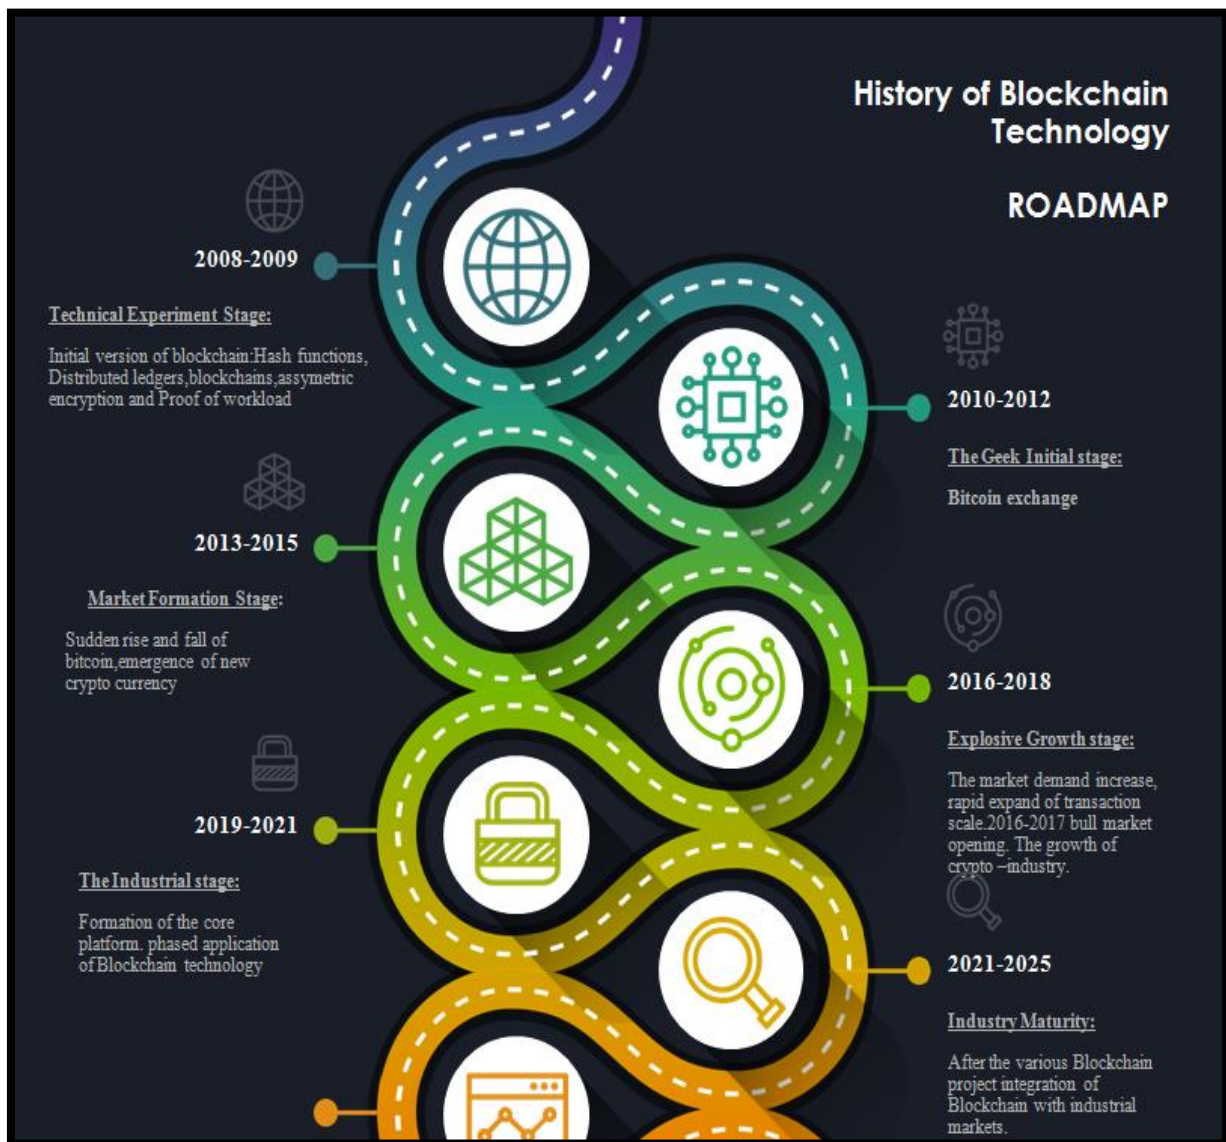 History of Blockchain
Technology
ROADMAP
2008-2009
Technical Experiment Stage:
Initial version of blockchain:Hash functions,
Distributed ledgers,blockchains,assymetric
encryption and Proof of workload
2010-2012
The Geek Initial stage:
Bitcoin exchange
2013-2015
Market Formation Stage:
Sudden rise and fall of
bitcoin,emergence of new
crypto currency
2016-2018
Explosive Growth stage:
The market demand increase,
rapid expand of transaction
scale.2016-2017 bull market
opening. The growth of
crypto –industry.
2019-2021
The Industrial stage:
Formation of the core
platform. phased application
of Blockchain technology
2021-2025
Industry Maturity:
After the various Blockchain
project integration of
Blockchain with industrial
markets.